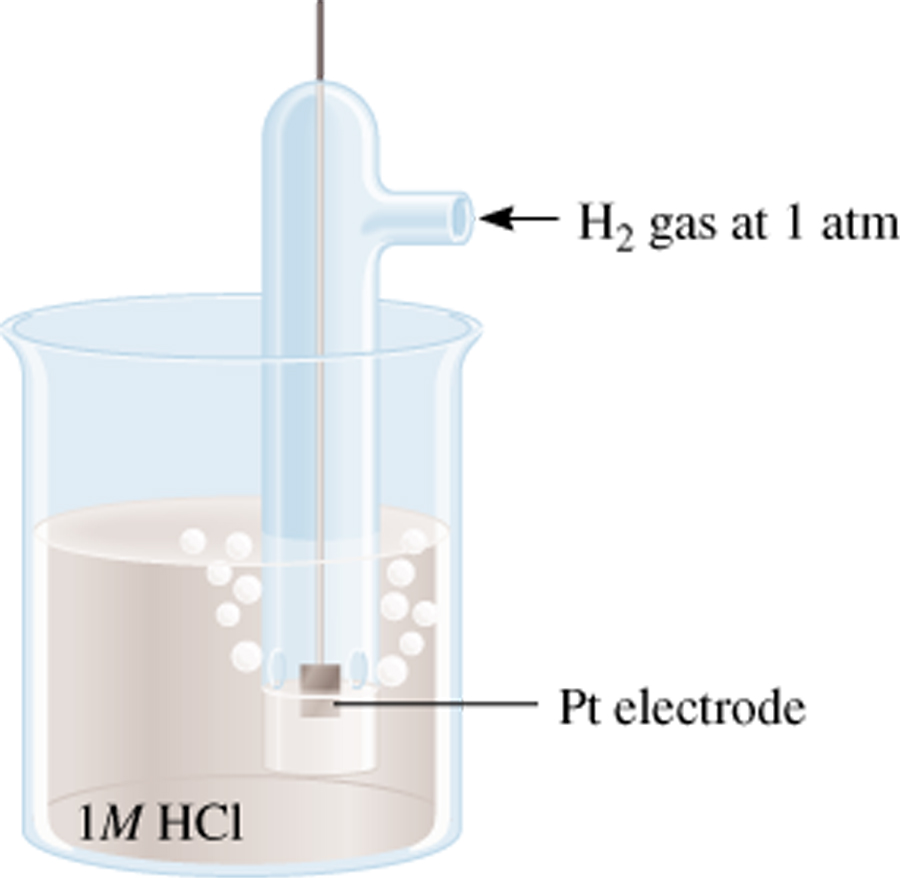 H₂ gas at 1 atm
Pt electrode
1M HCl